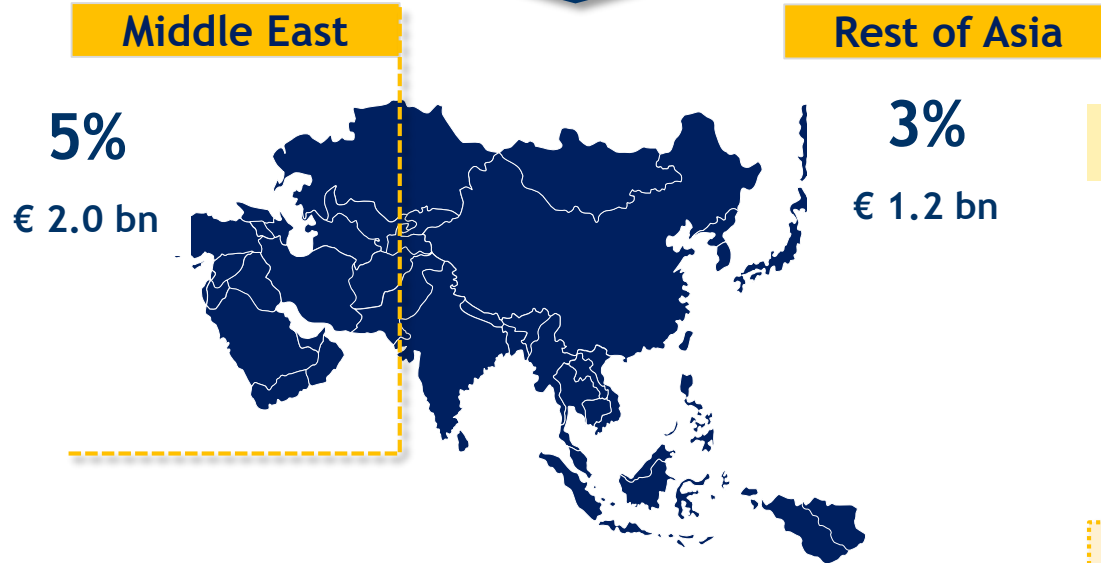 Middle East
5%
€ 2.0 bn
Rest of Asia
3%
€ 1.2 bn